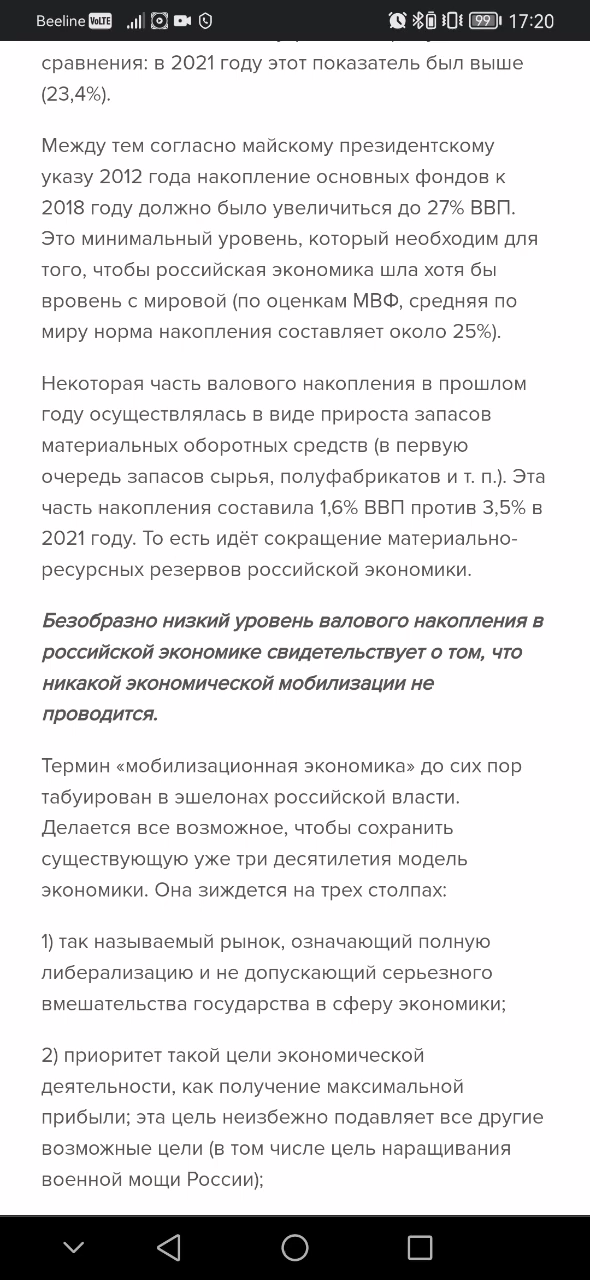 Beeline VoLTE 99 17:20
сравнения: в 2021 году этот показатель был выше
(23,4%).
Между тем согласно майскому президентскому
указу 2012 года накопление основных фондов к
2018 году должно было увеличиться до 27% ВВП.
Это минимальный уровень, который необходим для
того, чтобы российская экономика шла хотя бы
вровень с мировой (по оценкам МВФ, средняя по
миру норма накопления составляет около 25%).
Некоторая часть валового накопления в прошлом
году осуществлялась в виде прироста запасов
материальных оборотных средств (в первую
очередь запасов сырья, полуфабрикатов и т. п.). Эта
часть накопления составила 1,6% ВВП против 3,5% в
2021 году. То есть идёт сокращение материально-
ресурсных резервов российской экономики.
Безобразно низкий уровень валового накопления в
российской экономике свидетельствует о том, что
никакой экономической мобилизации не
проводится.
Термин «мобилизационная экономика» до сих пор
табуирован в эшелонах российской власти.
Делается все возможное, чтобы сохранить
существующую уже три десятилетия модель
экономики. Она зиждется на трех столпах:
1) так называемый рынок, означающий полную
либерализацию и не допускающий серьезного
вмешательства государства в сферу экономики;
2) приоритет такой цели экономической
деятельности, как получение максимальной
прибыли; эта цель неизбежно подавляет все другие
возможные цели (в том числе цель наращивания
военной мощи России);